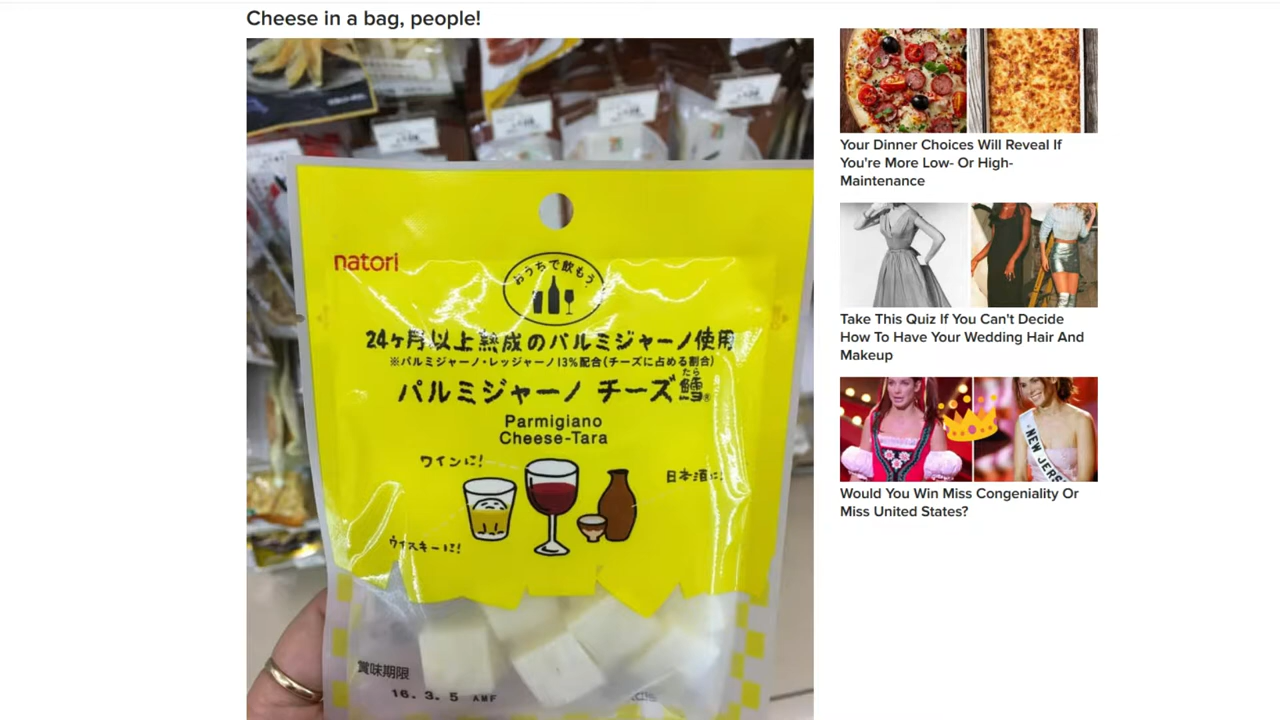 Cheese in a bag, people!
natori
おうちで飲もう
24ヶ月以上熟成のパルミジャーノ使用
※パルミジャーノ・レッジャーノ13%配合(チーズに占める割合)
たら
パルミジャーノ チーズ鱈®
Parmigiano
Cheese-Tara
ワインに!
日本酒に
ウイスキーに!
賞味期限
16. 3. 5
Your Dinner Choices Will Reveal If
You're More Low- Or High-
Maintenance
Take This Quiz If You Can't Decide
How To Have Your Wedding Hair And
Makeup
NEW JERS
Would You Win Miss Congeniality Or
Miss United States?